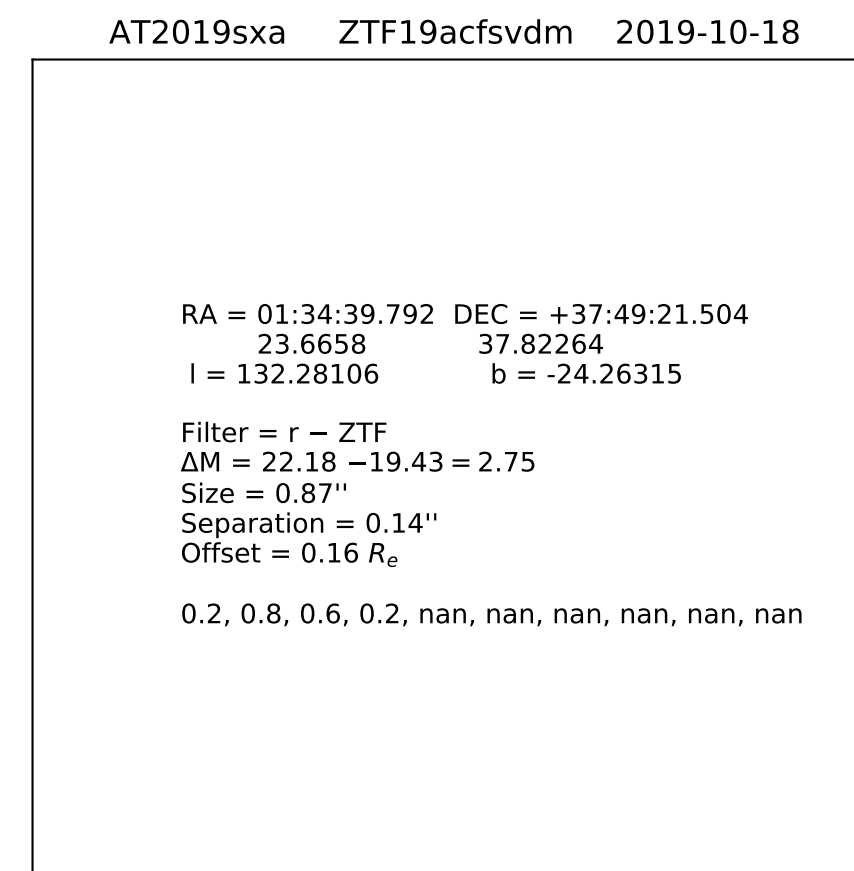 AT2019sxa ZTF19acfsvdm 2019-10-18
RA = 01:34:39.792 DEC = +37:49:21.504
23.6658 37.82264
l = 132.28106 b = -24.26315
Filter = r − ZTF
ΔM = 22.18 −19.43 = 2.75
Size = 0.87''
Separation = 0.14''
Offset = 0.16 Re
0.2, 0.8, 0.6, 0.2, nan, nan, nan, nan, nan, nan